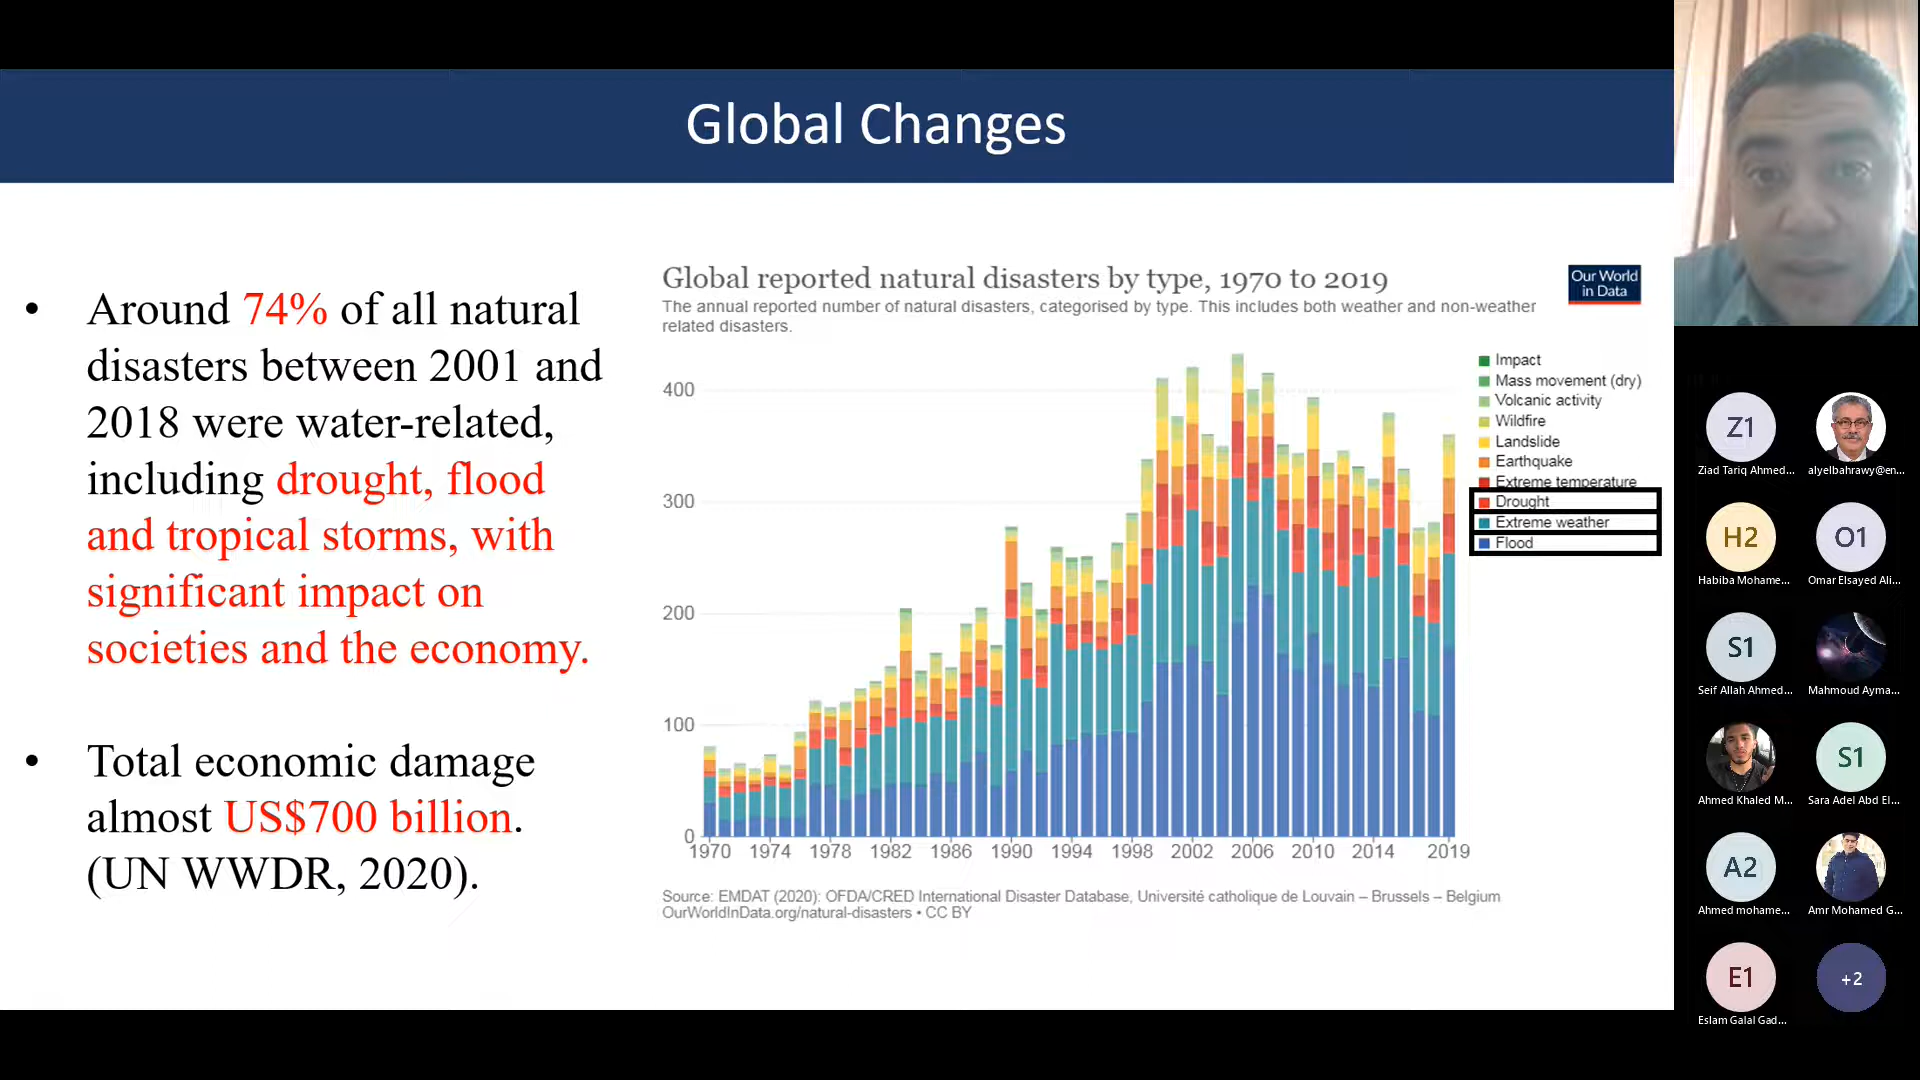 Global Changes
• Around 74% of all natural
disasters between 2001 and
2018 were water-related,
including drought, flood
and tropical storms, with
significant impact on
societies and the economy.
• Total economic damage
almost US$700 billion.
(UN WWDR, 2020).
Global reported natural disasters by type, 1970 to 2019
The annual reported number of natural disasters, categorised by type. This includes both weather and non-weather
related disasters.
Our World
in Data
400
300
200
100
0
1970 1974 1978 1982 1986 1990 1994 1998 2002 2006 2010 2014 2019
Impact
Mass movement (dry)
Volcanic activity
Wildfire
Landslide
Earthquake
Extreme temperature
Drought
Extreme weather
Flood
Source: EMDAT (2020): OFDA/CRED International Disaster Database, Université catholique de Louvain – Brussels – Belgium
OurWorldInData.org/natural-disasters • CC BY
Z1
Ziad Tariq Ahmed...
alyelbahrawy@en...
H2
Habiba Mohame...
O1
Omar Elsayed Ali...
S1
Seif Allah Ahmed...
Mahmoud Ayma...
Ahmed Khaled M...
S1
Sara Adel Abd El...
A2
Ahmed mohame...
Amr Mohamed G...
E1
Eslam Galal Gad...
+2